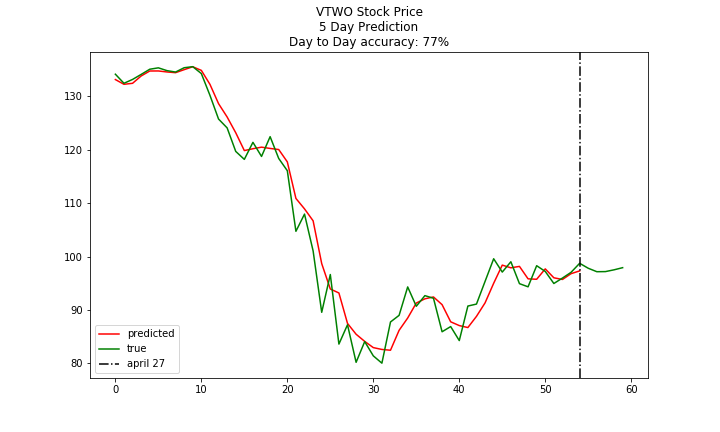 VTWO Stock Price
5 Day Prediction
Day to Day accuracy: 77%
130
120
110
100
90
80
predicted
true
april 27
0 10 20 30 40 50 60